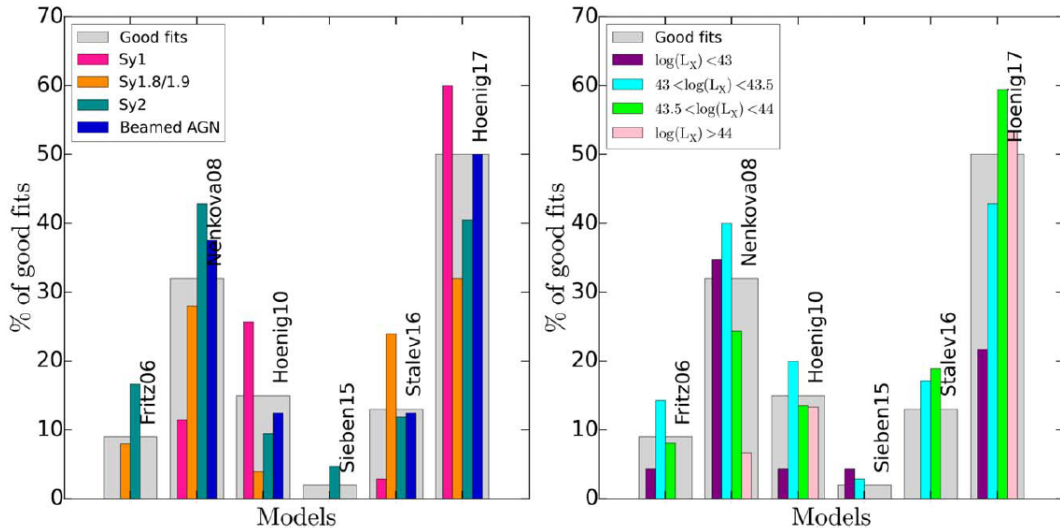 70
60
50
40
30
20
10
0
% of good fits
Models
Good fits
Sy1
Sy1.8/1.9
Sy2
Beamed AGN
Fritz06
Nenkova08
Hoenig10
Sieben15
Stalev16
Hoenig17
70
60
50
40
30
20
10
0
% of good fits
Models
Good fits
log(L_X) <43
43 <log(L_X) <43.5
43.5 <log(L_X) <44
log(L_X) >44
Fritz06
Nenkova08
Hoenig10
Sieben15
Stalev16
Hoenig17